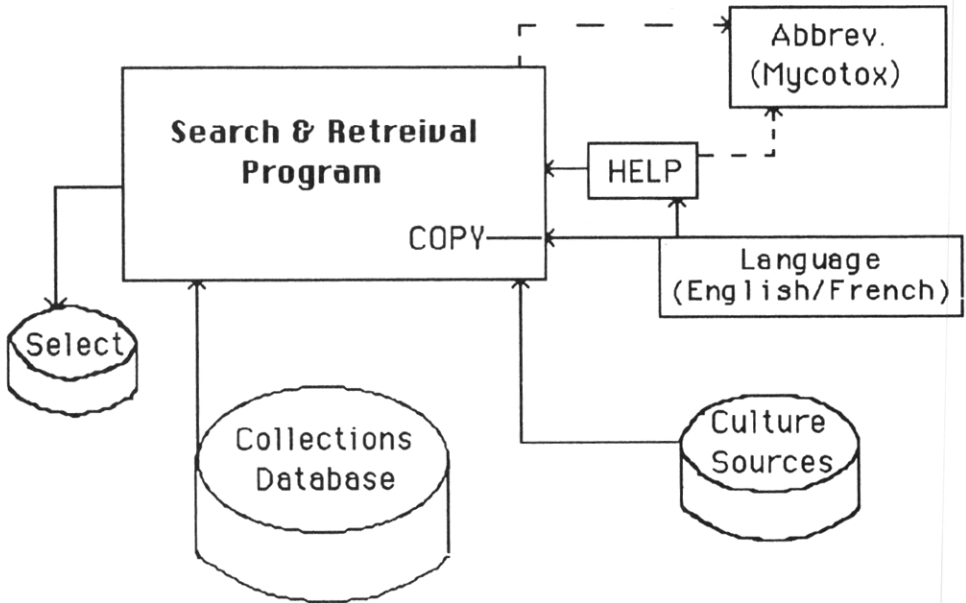 Abbrev.
(Mycotox)
Search & Retreival
Program
HELP
COPY
Language
(English/French)
Select
Collections
Database
Culture
Sources